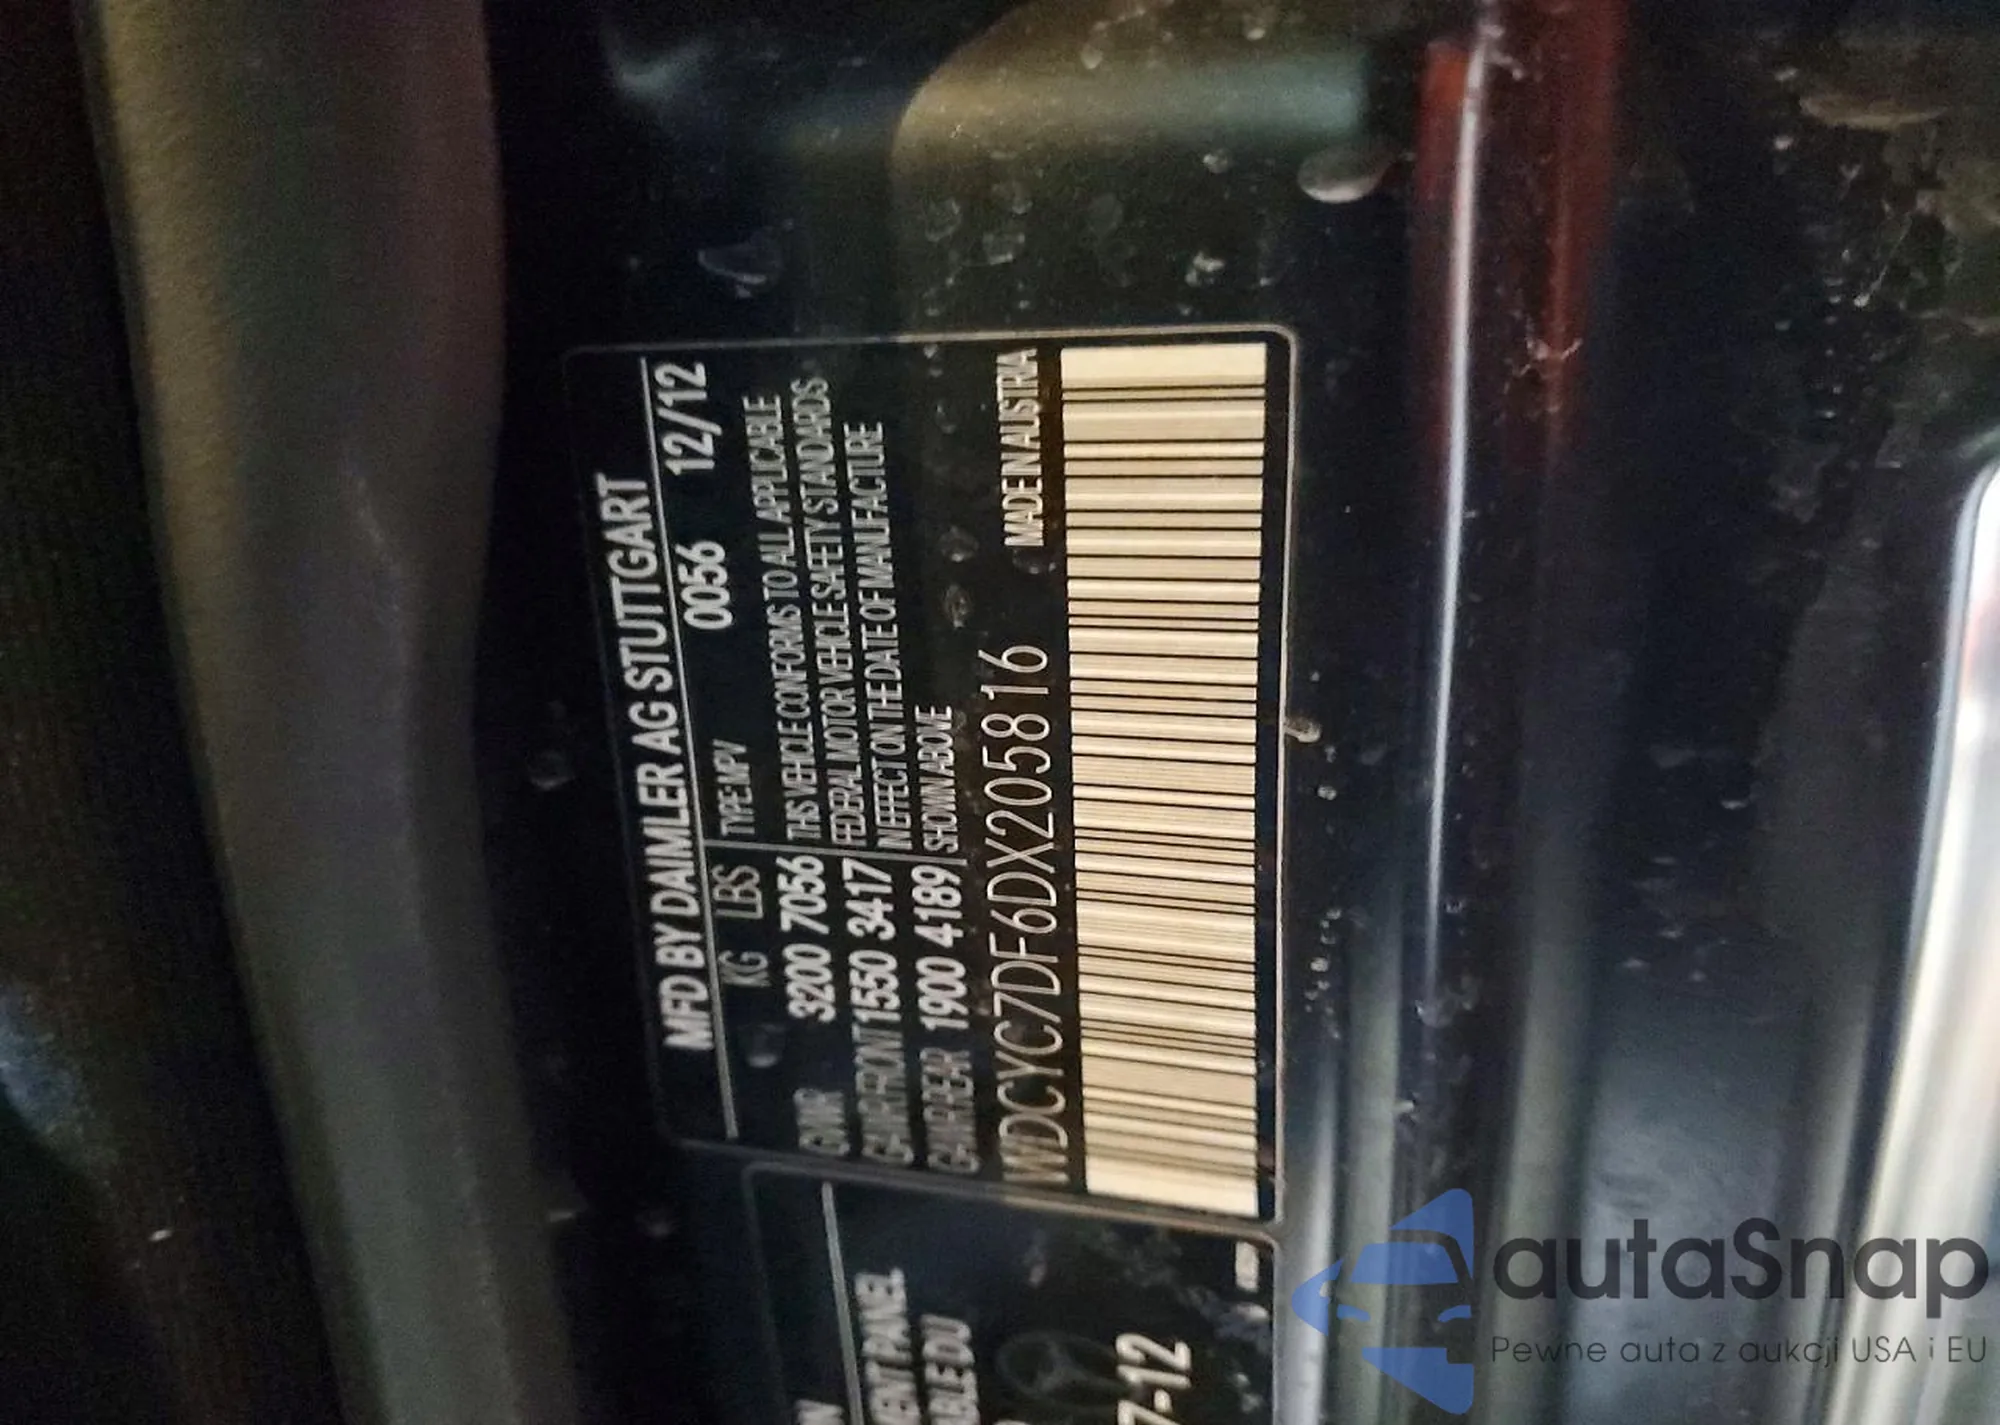 MFD BY DAIMLER AG STUTTGART
KG LBS TYPE:MPV 0056 12/12
GVWR 3200 7056
GAWR FRONT 1550 3417
GAWR REAR 1900 4189
THIS VEHICLE CONFORMS TO ALL APPLICABLE
FEDERAL MOTOR VEHICLE SAFETY STANDARDS
IN EFFECT ON THE DATE OF MANUFACTURE
SHOWN ABOVE
WDCYC7DF6DX205816 MADE IN AUSTRIA
7-12
autaSnap
Pewne auta z aukcji USA i EU